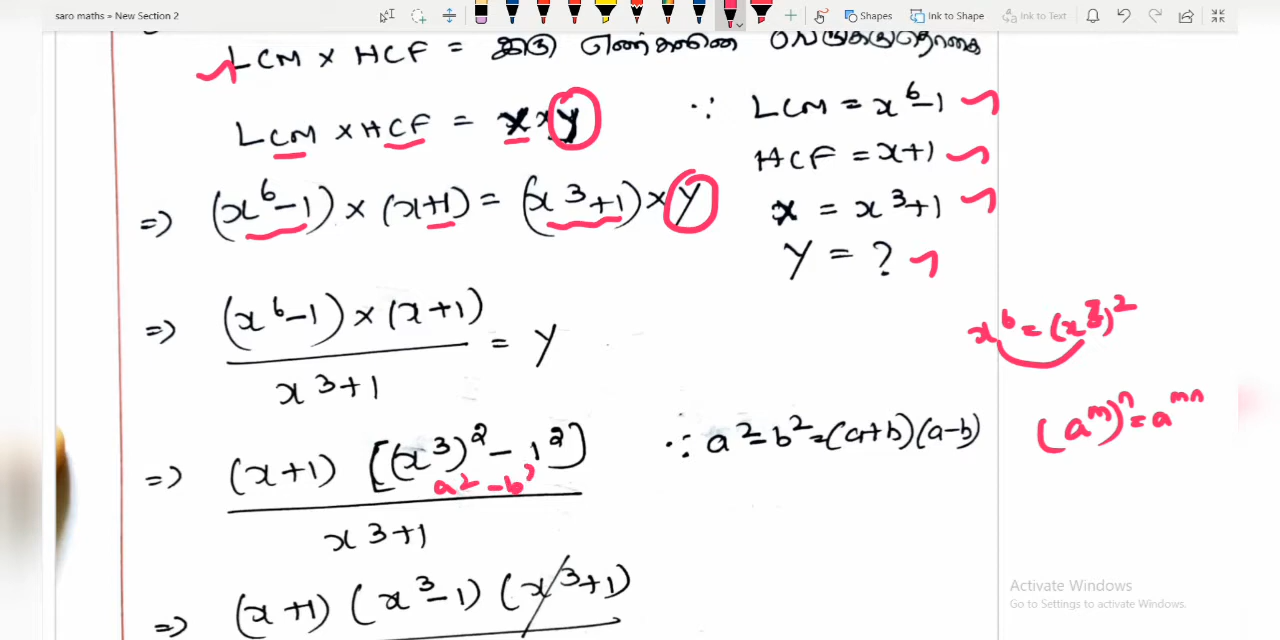 saro maths > New Section 2
Shapes
Ink to Shape
Ink to Text
LCM × HCF = இரு எண்களின்
LCM × HCF = x × y
∵ LCM = x⁶-1
HCF = x+1
x = x³+1
y = ?
=> (x⁶-1) × (x+1) = (x³+1) × y
=> (x⁶-1) × (x+1) / x³+1 = y
x⁶ = (x³)²
(aᵐ)ⁿ = aᵐⁿ
=> (x+1) [(x³)² - 1²] / x³+1
a² - b²
∵ a²-b² = (a+b)(a-b)
=> (x+1) (x³-1) (x³+1)
Activate Windows
Go to Settings to activate Windows.